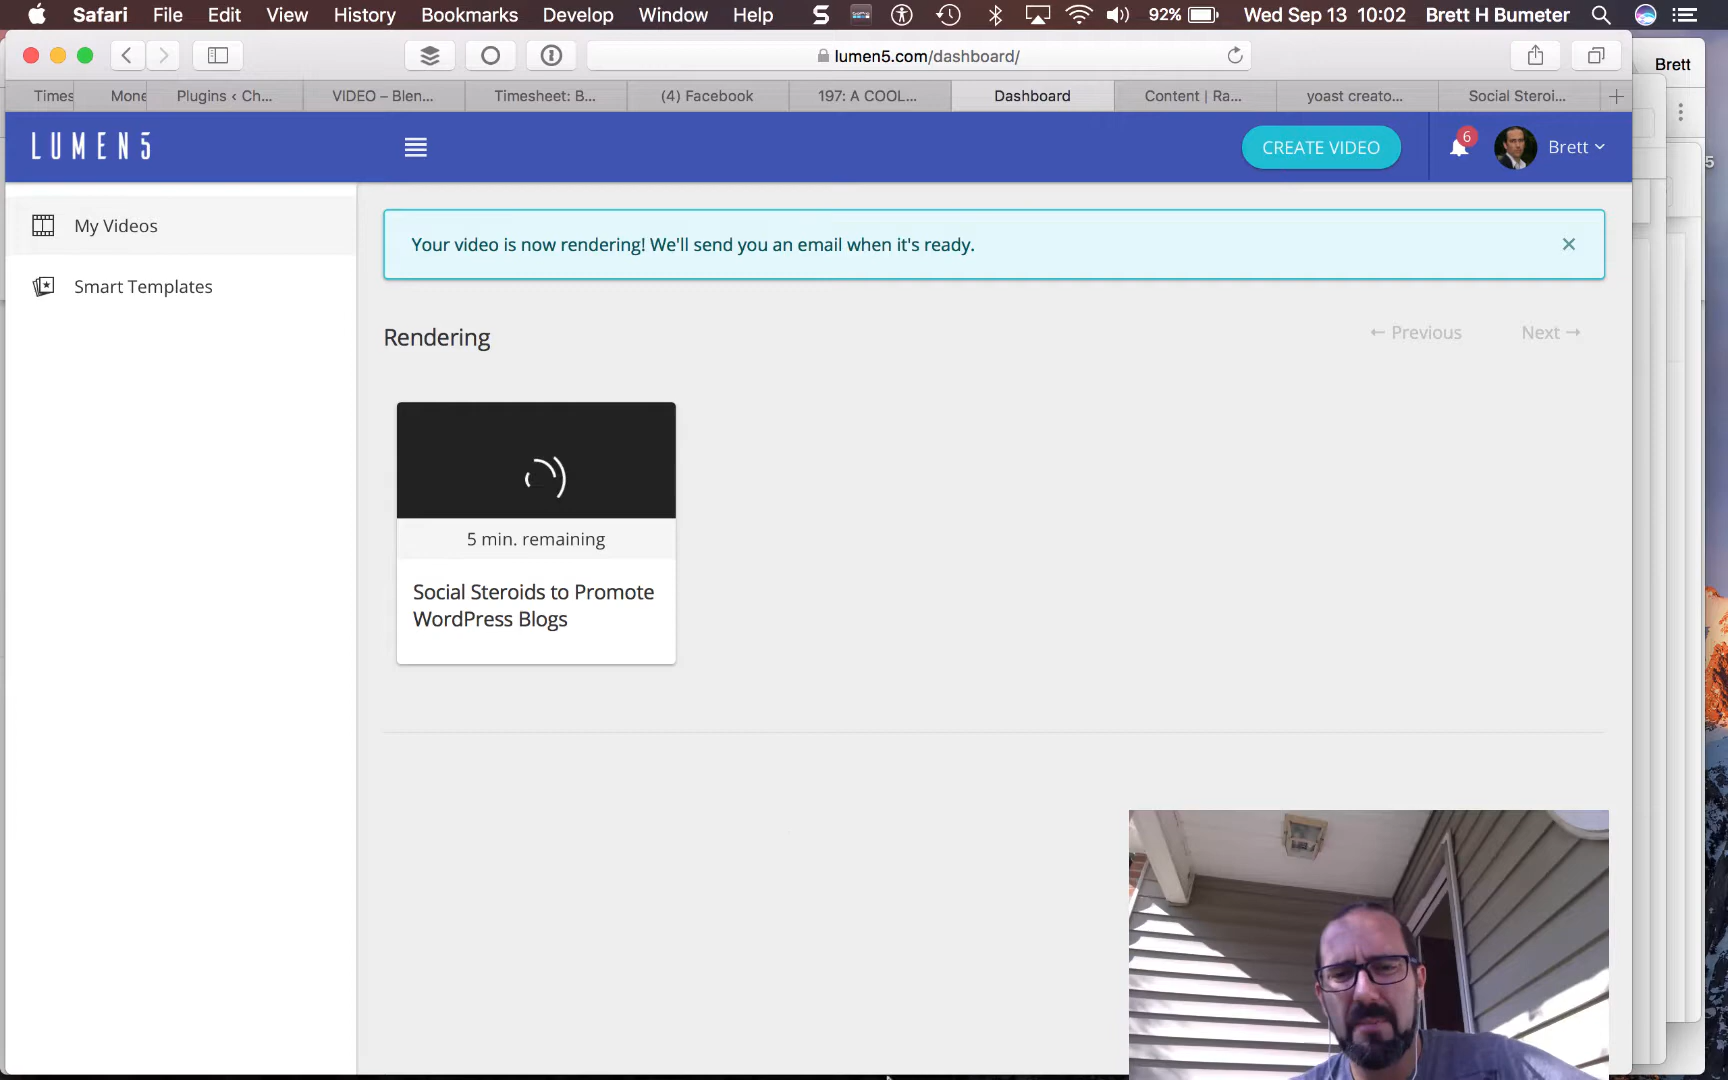 Safari File Edit View History Bookmarks Develop Window Help 92% Wed Sep 13 10:02 Brett H Bumeter
lumen5.com/dashboard/
Brett
Times Mone Plugins ‹ Ch... VIDEO – Blen... Timesheet: B... (4) Facebook 197: A COOL... Dashboard Content | Ra... yoast creato... Social Steroi...
LUMEN5 CREATE VIDEO 6 Brett
5
My Videos
Smart Templates
Your video is now rendering! We'll send you an email when it's ready.
Rendering
← Previous Next →
5 min. remaining
Social Steroids to Promote
WordPress Blogs